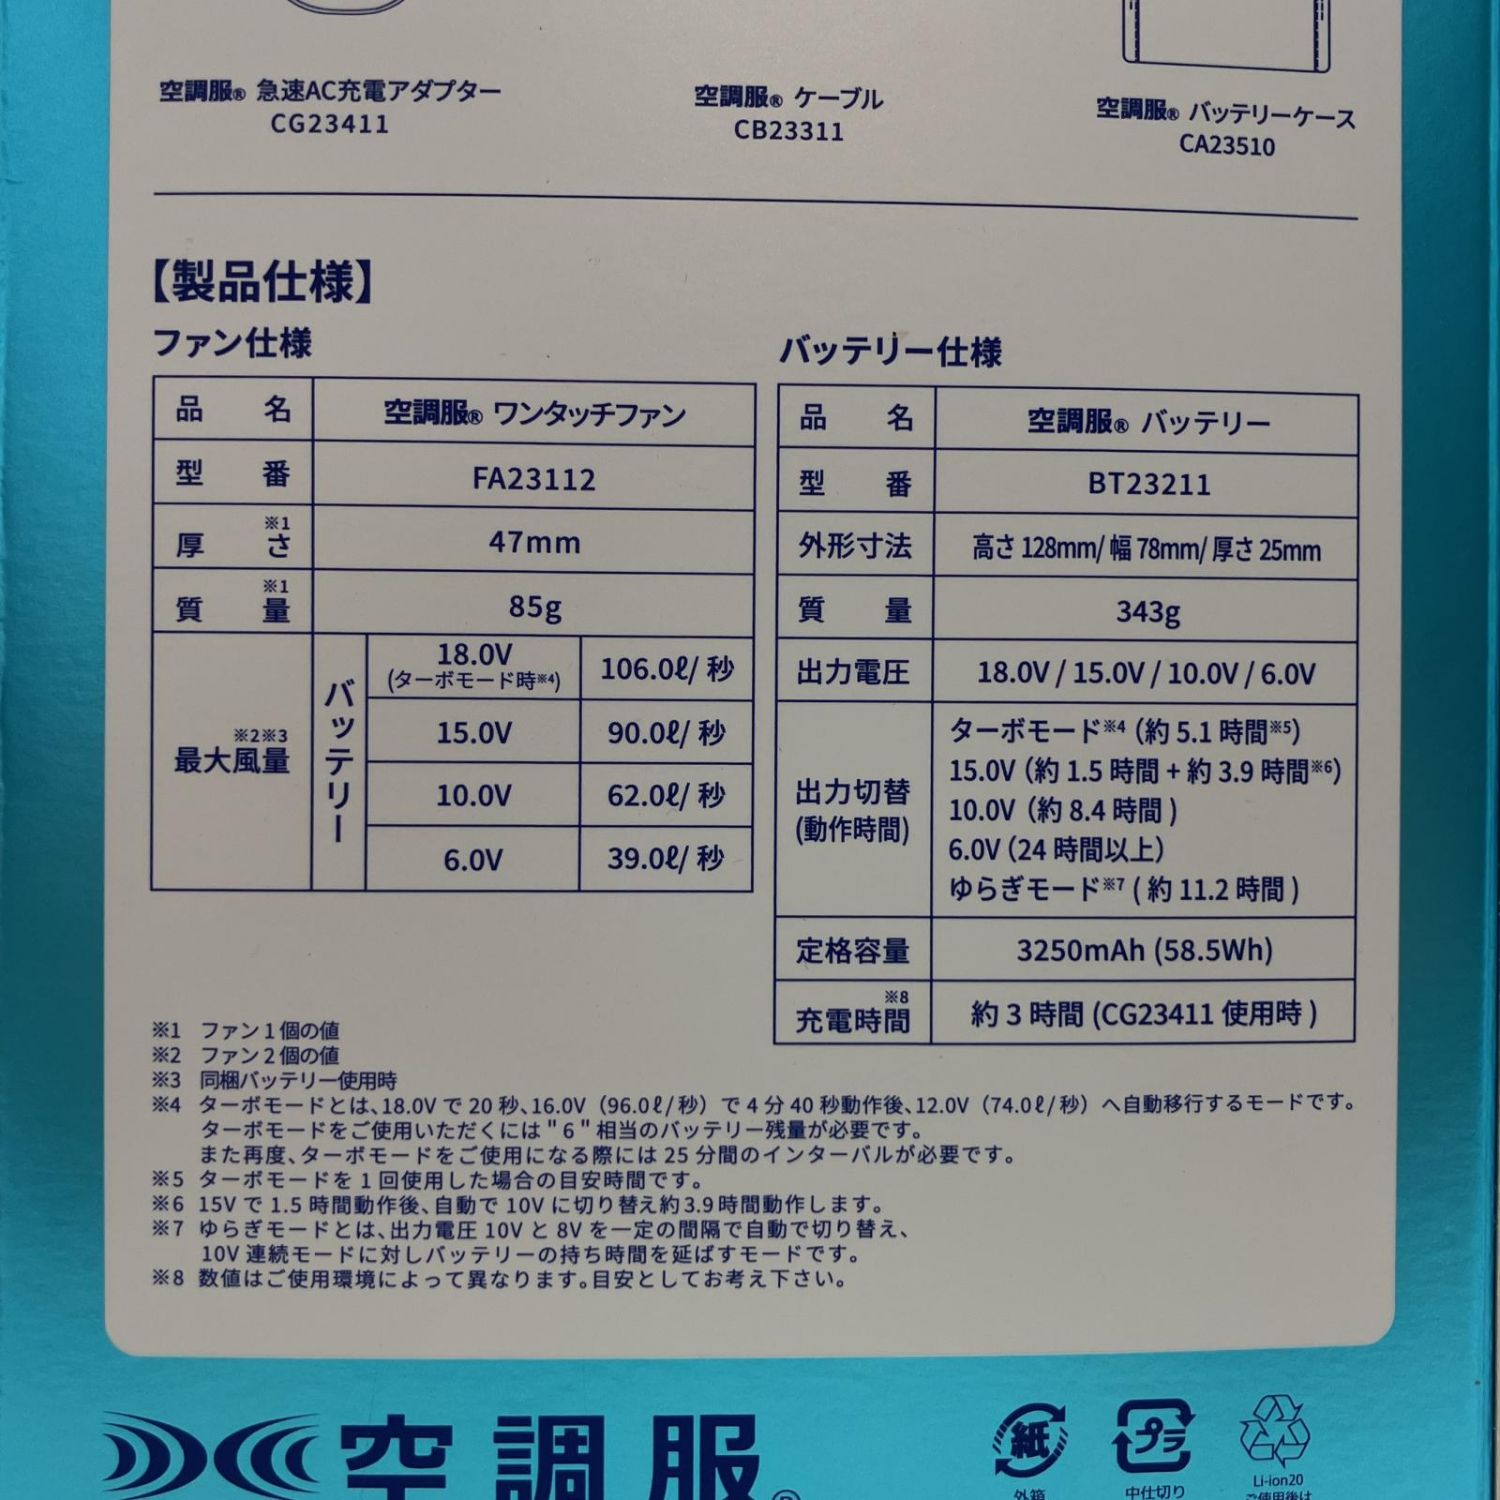 空調服® 急速AC充電アダプター
CG23411
空調服® ケーブル
CB23311
空調服® バッテリーケース
CA23510
【製品仕様】
ファン仕様
品名 空調服® ワンタッチファン
型番 FA23112
厚さ※1 47mm
質量※1 85g
最大風量※2※3
バッテリー
18.0V 106.0ℓ/ 秒
(ターボモード時※4)
15.0V 90.0ℓ/ 秒
10.0V 62.0ℓ/ 秒
6.0V 39.0ℓ/ 秒
バッテリー仕様
品名 空調服® バッテリー
型番 BT23211
外形寸法 高さ 128mm/ 幅 78mm/ 厚さ 25mm
質量 343g
出力電圧 18.0V / 15.0V / 10.0V / 6.0V
出力切替
(動作時間)
ターボモード※4 (約 5.1 時間※5)
15.0V (約 1.5 時間 + 約 3.9 時間※6)
10.0V (約 8.4 時間 )
6.0V (24 時間以上)
ゆらぎモード※7 ( 約 11.2 時間 )
定格容量 3250mAh (58.5Wh)
充電時間※8 約 3 時間 (CG23411 使用時 )
※1 ファン 1 個の値
※2 ファン 2 個の値
※3 同梱バッテリー使用時
※4 ターボモードとは、18.0V で 20 秒、16.0V (96.0ℓ/ 秒) で 4 分 40 秒動作後、12.0V (74.0ℓ/ 秒) へ自動移行するモードです。
ターボモードをご使用いただくには " 6 " 相当のバッテリー残量が必要です。
また再度、ターボモードをご使用になる際には 25 分間のインターバルが必要です。
※5 ターボモードを 1 回使用した場合の目安時間です。
※6 15V で 1.5 時間動作後、自動で 10V に切り替え約3.9 時間動作します。
※7 ゆらぎモードとは、出力電圧 10V と 8V を一定の間隔で自動で切り替え、
10V 連続モードに対しバッテリーの持ち時間を延ばすモードです。
※8 数値はご使用環境によって異なります。目安としてお考え下さい。
空調服®
紙
外箱
プラ
中仕切り
Li-ion20
ご使用後は